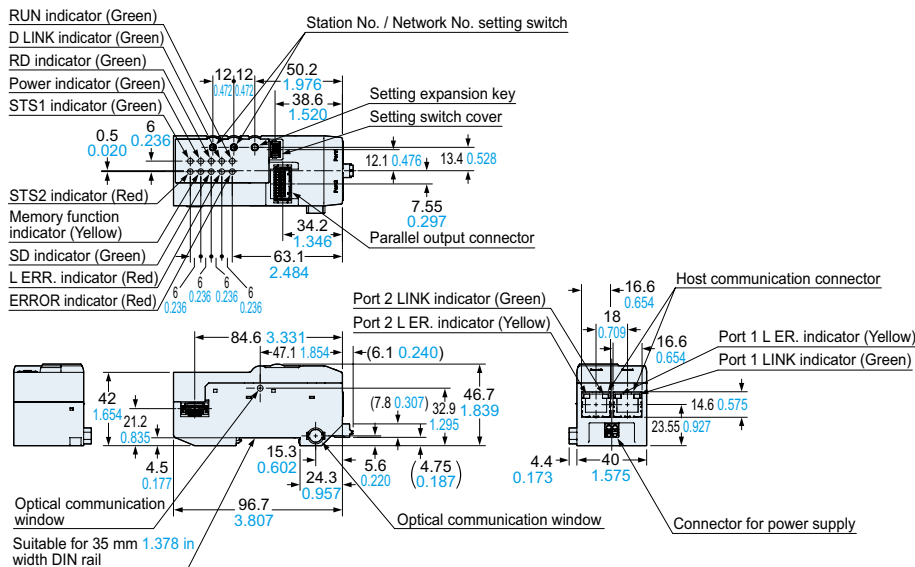 RUN indicator (Green)
D LINK indicator (Green)
RD indicator (Green)
Power indicator (Green)
STS1 indicator (Green)
Station No. / Network No. setting switch
12 12
0.472 0.472
50.2
1.976
38.6
1.520
Setting expansion key
Setting switch cover
0.5
0.020
6
0.236
12.1 0.476
13.4 0.528
7.55
0.297
STS2 indicator (Red)
Memory function
indicator (Yellow)
SD indicator (Green)
L ERR. indicator (Red)
ERROR indicator (Red)
34.2
1.346
Parallel output connector
63.1
2.484
6
0.236
6
0.236
6
0.236
6
0.236
Port 2 LINK indicator (Green)
Port 2 L ER. indicator (Yellow)
16.6
0.654
Host communication connector
18
0.709
16.6
0.654
Port 1 L ER. indicator (Yellow)
Port 1 LINK indicator (Green)
84.6 3.331
47.1 1.854
(6.1 0.240)
42
1.654
21.2
0.835
4.5
0.177
(7.8 0.307)
32.9
1.295
46.7
1.839
15.3
0.602
24.3
0.957
5.6
0.220
(4.75
0.187)
96.7
3.807
14.6 0.575
23.55 0.927
4.4
0.173
40
1.575
Optical communication
window
Optical communication window
Connector for power supply
Suitable for 35 mm 1.378 in
width DIN rail